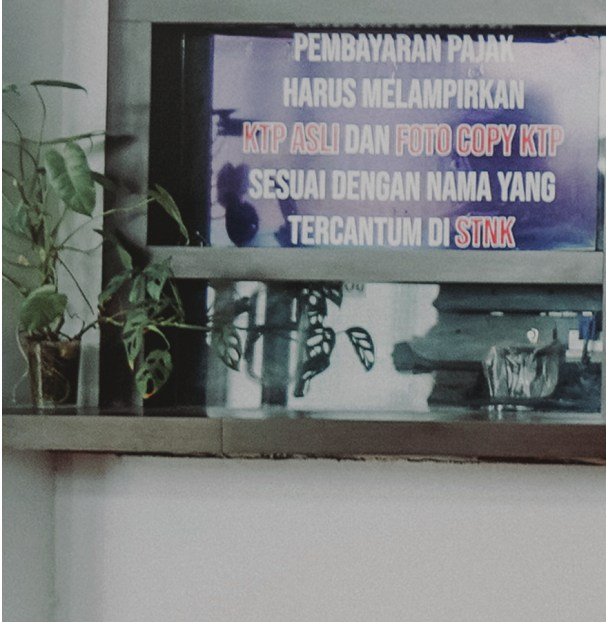 PEMBAYARAN PAJAK
HARUS MELAMPIRKAN
KTP ASLI DAN FOTO COPY KTP
SESUAI DENGAN NAMA YANG
TERCANTUM DI STNK